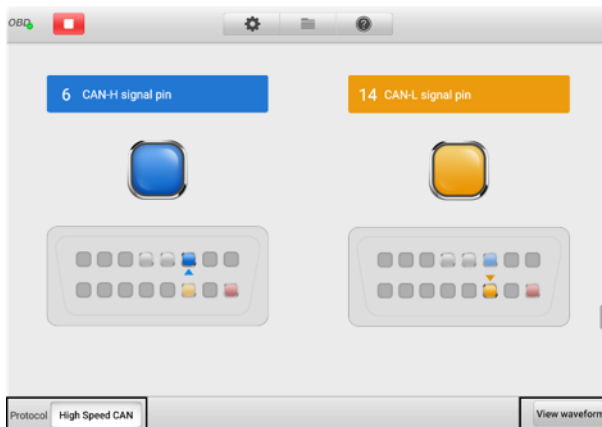 OBD
6 CAN-H signal pin
14 CAN-L signal pin
Protocol High Speed CAN
View waveform